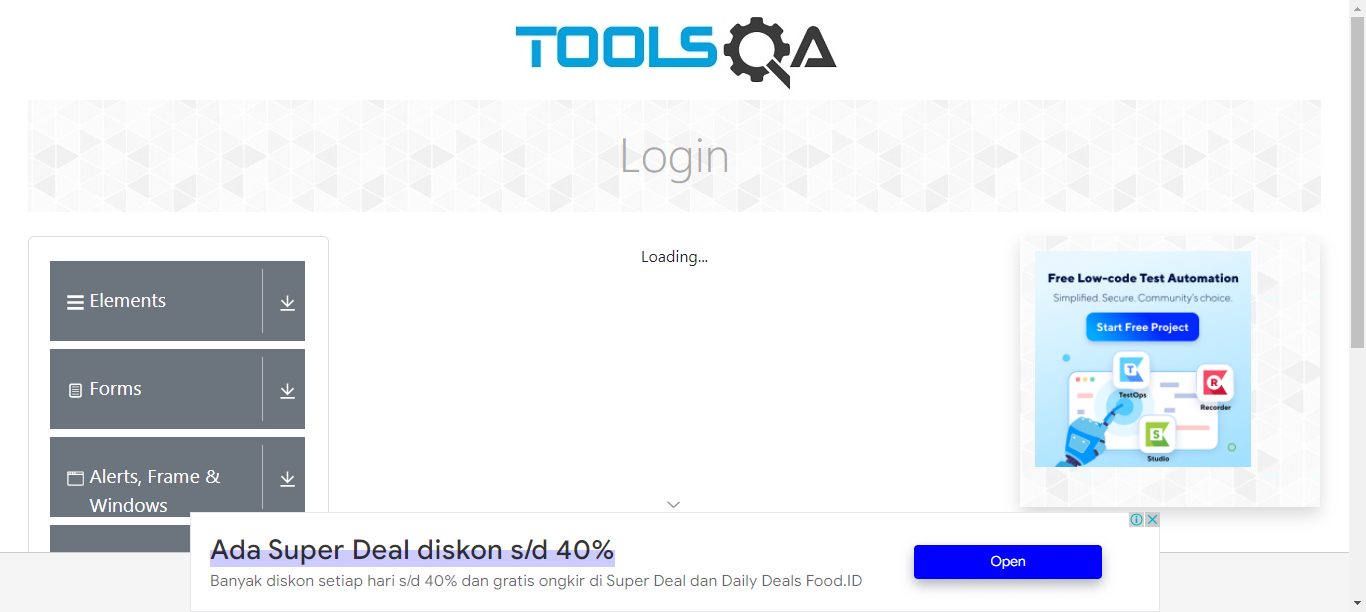 TOOLSQA
Login
Elements
Forms
Alerts, Frame &
Windows
Loading...
Free Low-code Test Automation
Simplified. Secure. Community's choice.
Start Free Project
TestOps
Recorder
Studio
Ada Super Deal diskon s/d 40%
Banyak diskon setiap hari s/d 40% dan gratis ongkir di Super Deal dan Daily Deals Food.ID
Open